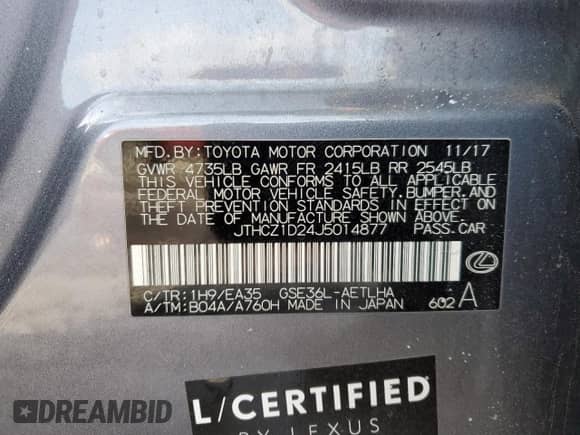 MFD.BY:TOYOTA MOTOR CORPORATION 11/17
GVWR 4735LB GAWR FR 2415LB RR 2545LB
THIS VEHICLE CONFORMS TO ALL APPLICABLE
FEDERAL MOTOR VEHICLE SAFETY,BUMPER,AND
THEFT PREVENTION STANDARDS IN EFFECT ON
THE DATE OF MANUFACTURE SHOWN ABOVE.
JTHCZ1D24J5014877 PASS.CAR
C/TR:1H9/EA35 GSE36L-AETLHA
A/TM:B04A/A760H MADE IN JAPAN 602 A
L/CERTIFIED
BY LEXUS
DREAMBID